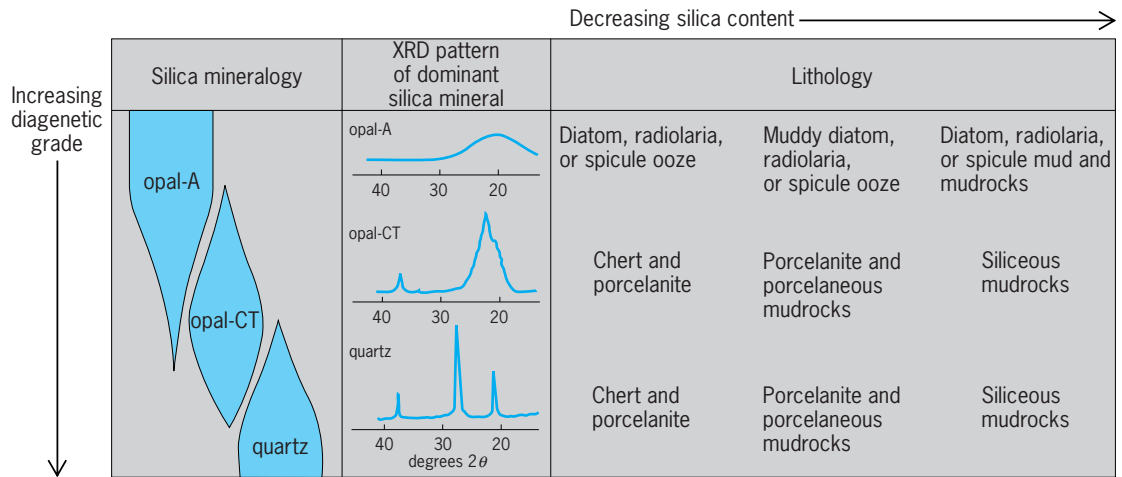 Decreasing silica content
Increasing
diagenetic
grade
Silica mineralogy
XRD pattern
of dominant
silica mineral
Lithology
opal-A
opal-CT
quartz
opal-A
40 30 20
opal-CT
40 30 20
quartz
40 30 20
degrees 2θ
Diatom, radiolaria,
or spicule ooze
Muddy diatom,
radiolaria,
or spicule ooze
Diatom, radiolaria,
or spicule mud and
mudrocks
Chert and
porcelanite
Porcelanite and
porcelaneous
mudrocks
Siliceous
mudrocks
Chert and
porcelanite
Porcelanite and
porcelaneous
mudrocks
Siliceous
mudrocks